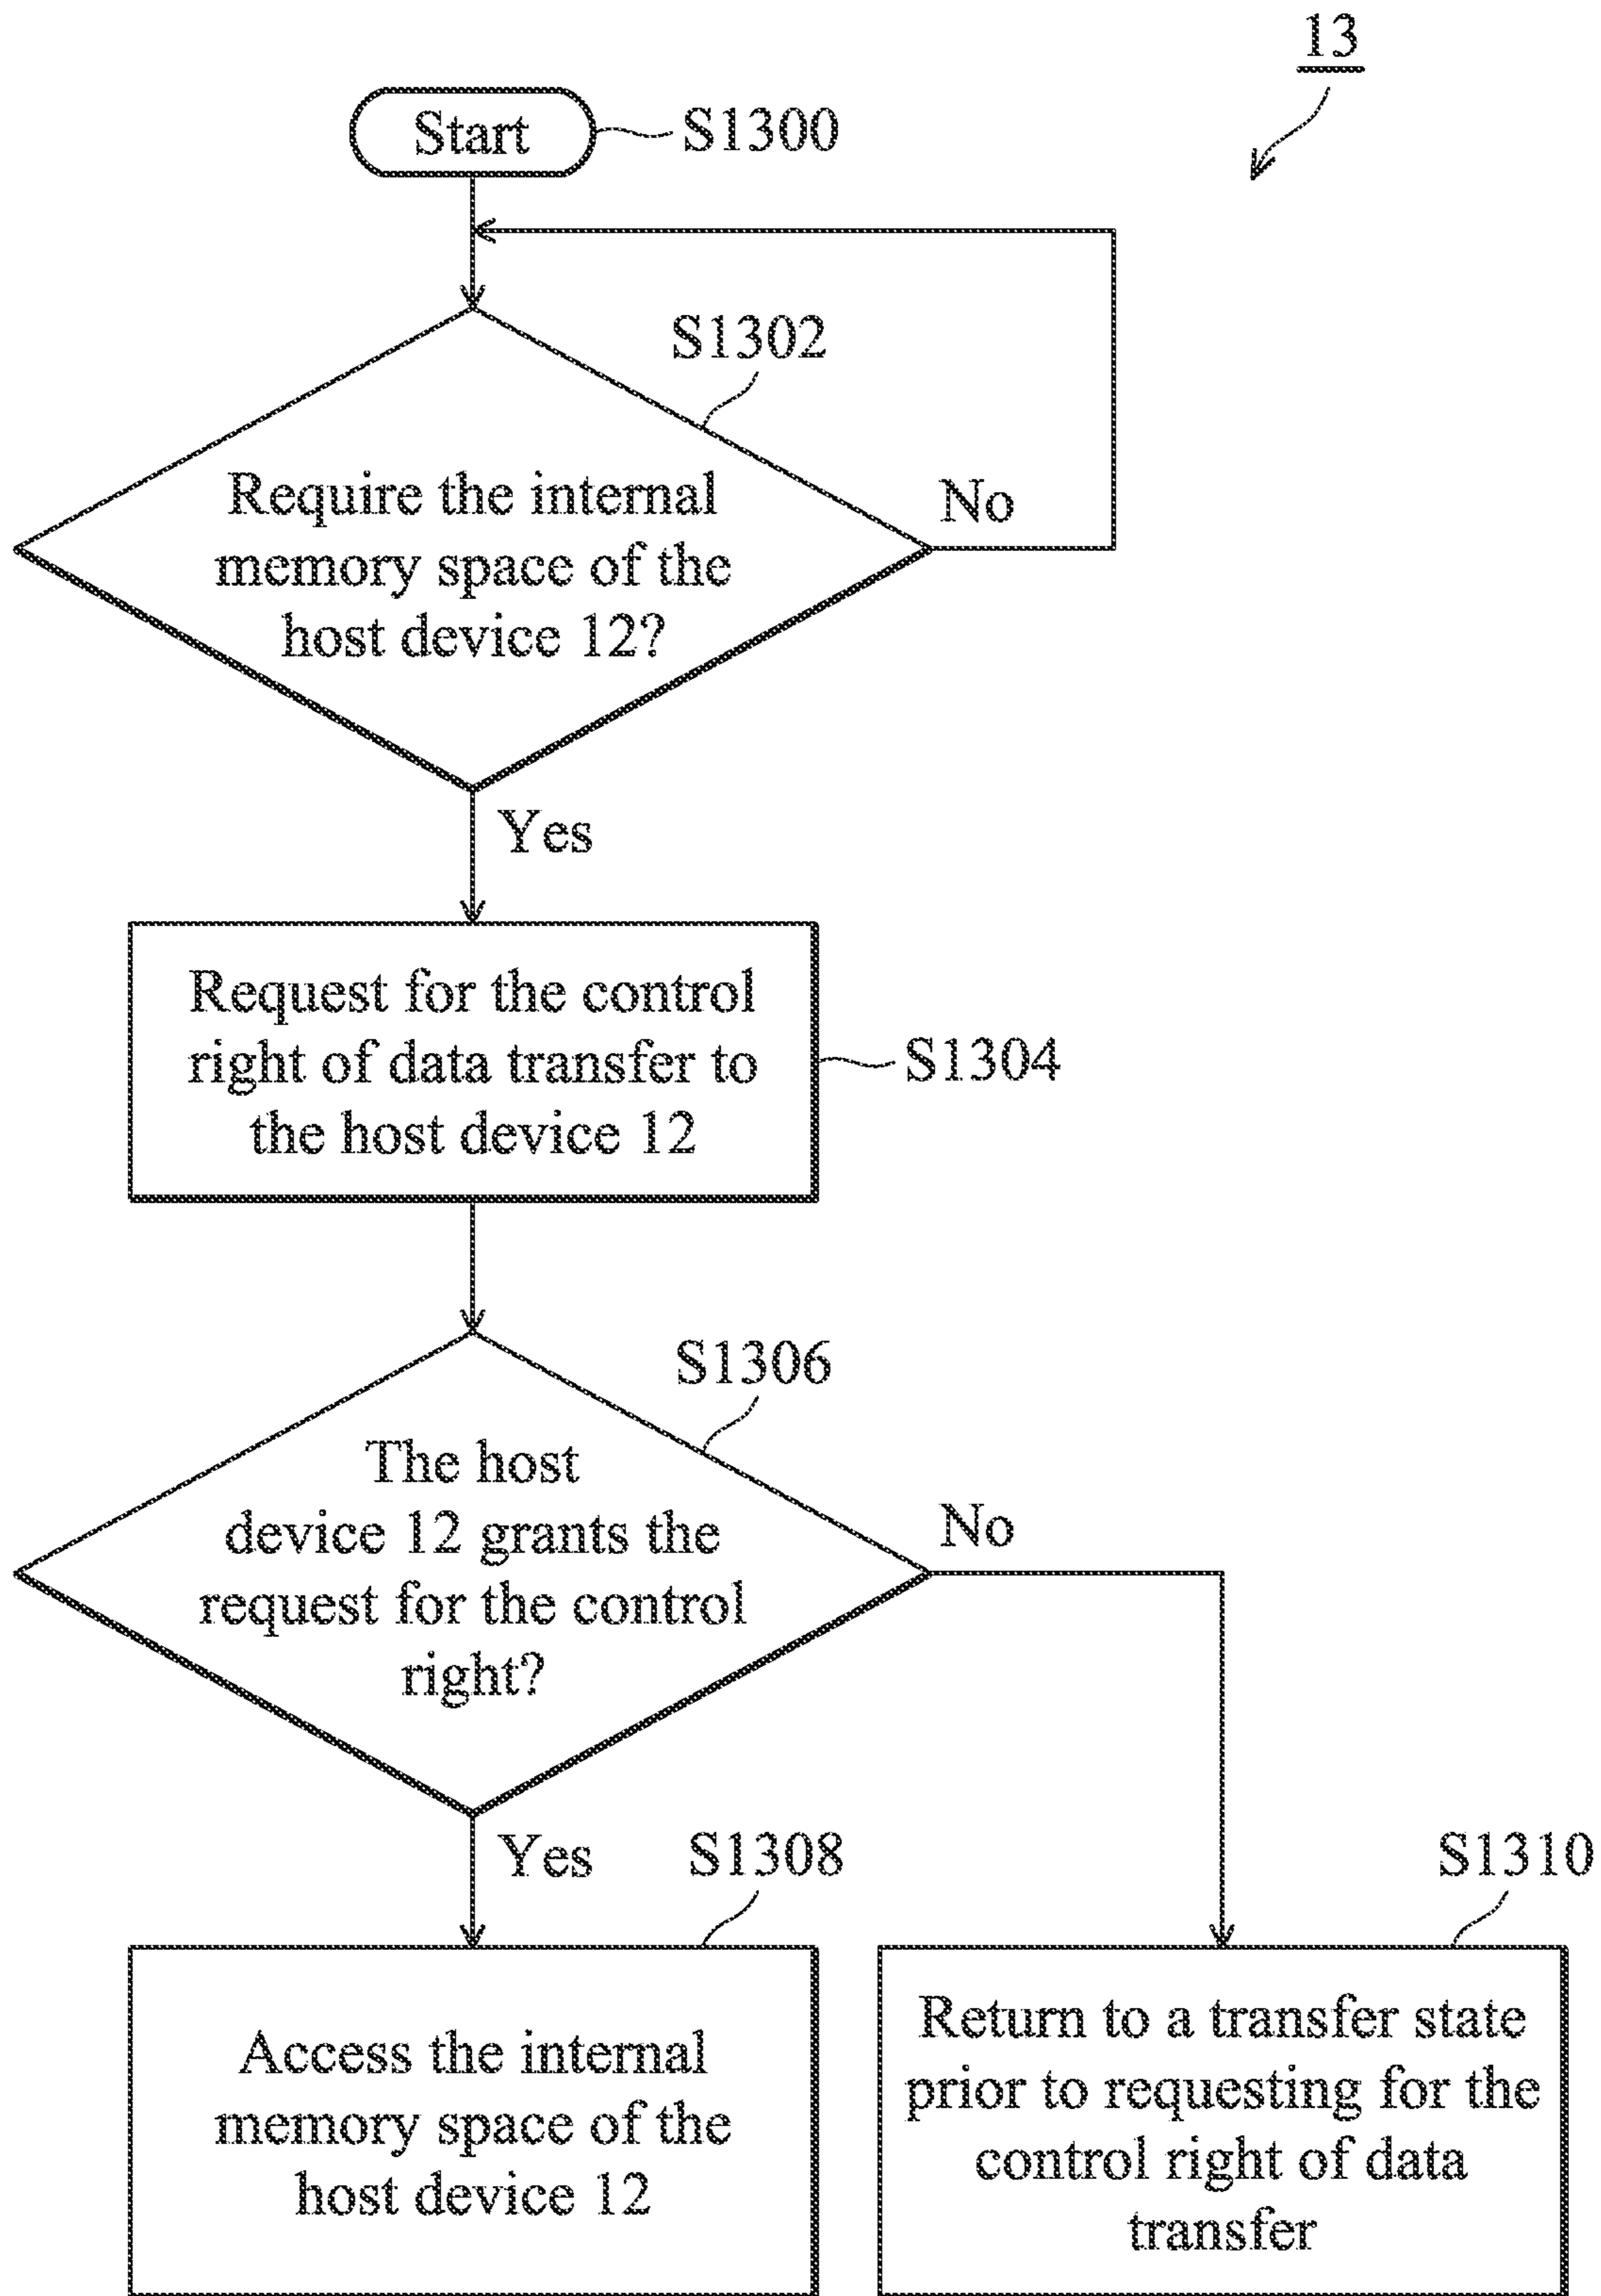 13
Start
S1300
S1302
Require the internal
memory space of the
host device 12?
No
Yes
Request for the control
right of data transfer to
the host device 12
S1304
S1306
The host
device 12 grants the
request for the control
right?
No
Yes
S1308
S1310
Access the internal
memory space of the
host device 12
Return to a transfer state
prior to requesting for the
control right of data
transfer